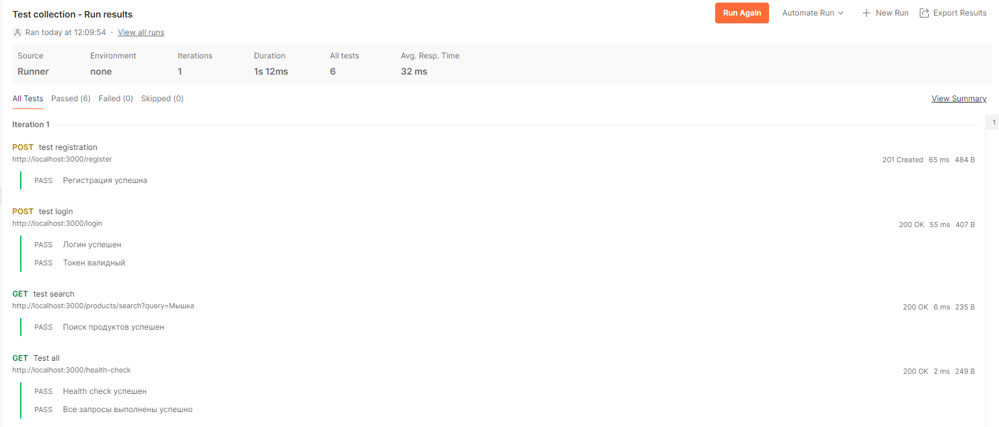 Test collection - Run results
Run Again Automate Run New Run Export Results
Ran today at 12:09:54 · View all runs
Source Environment Iterations Duration All tests Avg. Resp. Time
Runner none 1 1s 12ms 6 32 ms
All Tests Passed (6) Failed (0) Skipped (0) View Summary
Iteration 1
1
POST test registration
http://localhost:3000/register 201 Created 65 ms 484 B
PASS Регистрация успешна
POST test login
http://localhost:3000/login 200 OK 55 ms 407 B
PASS Логин успешен
PASS Токен валидный
GET test search
http://localhost:3000/products/search?query=Мышка 200 OK 6 ms 235 B
PASS Поиск продуктов успешен
GET Test all
http://localhost:3000/health-check 200 OK 2 ms 249 B
PASS Health check успешен
PASS Все запросы выполнены успешно